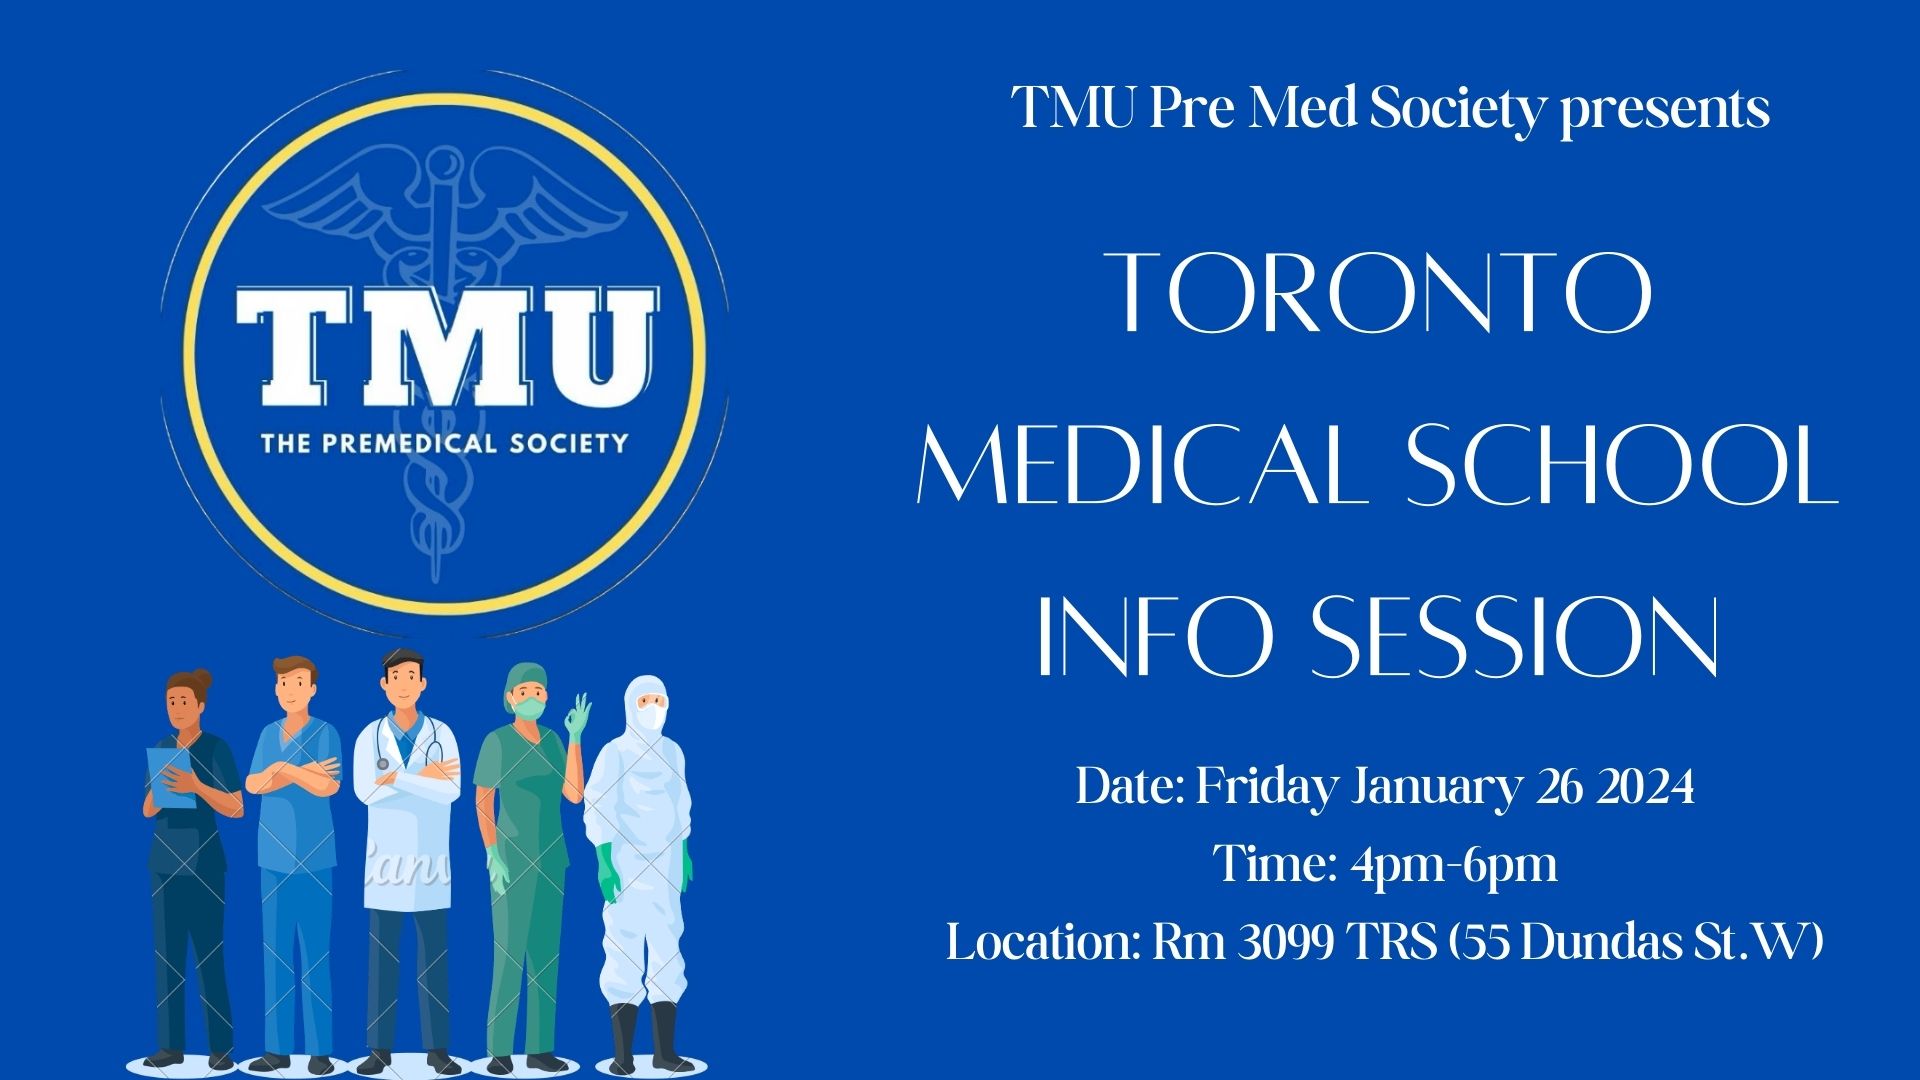 TMU
THE PREMEDICAL SOCIETY
TMU Pre Med Society presents
TORONTO
MEDICAL SCHOOL
INFO SESSION
Date: Friday January 26 2024
Time: 4pm-6pm
Location: Rm 3099 TRS (55 Dundas St.W)